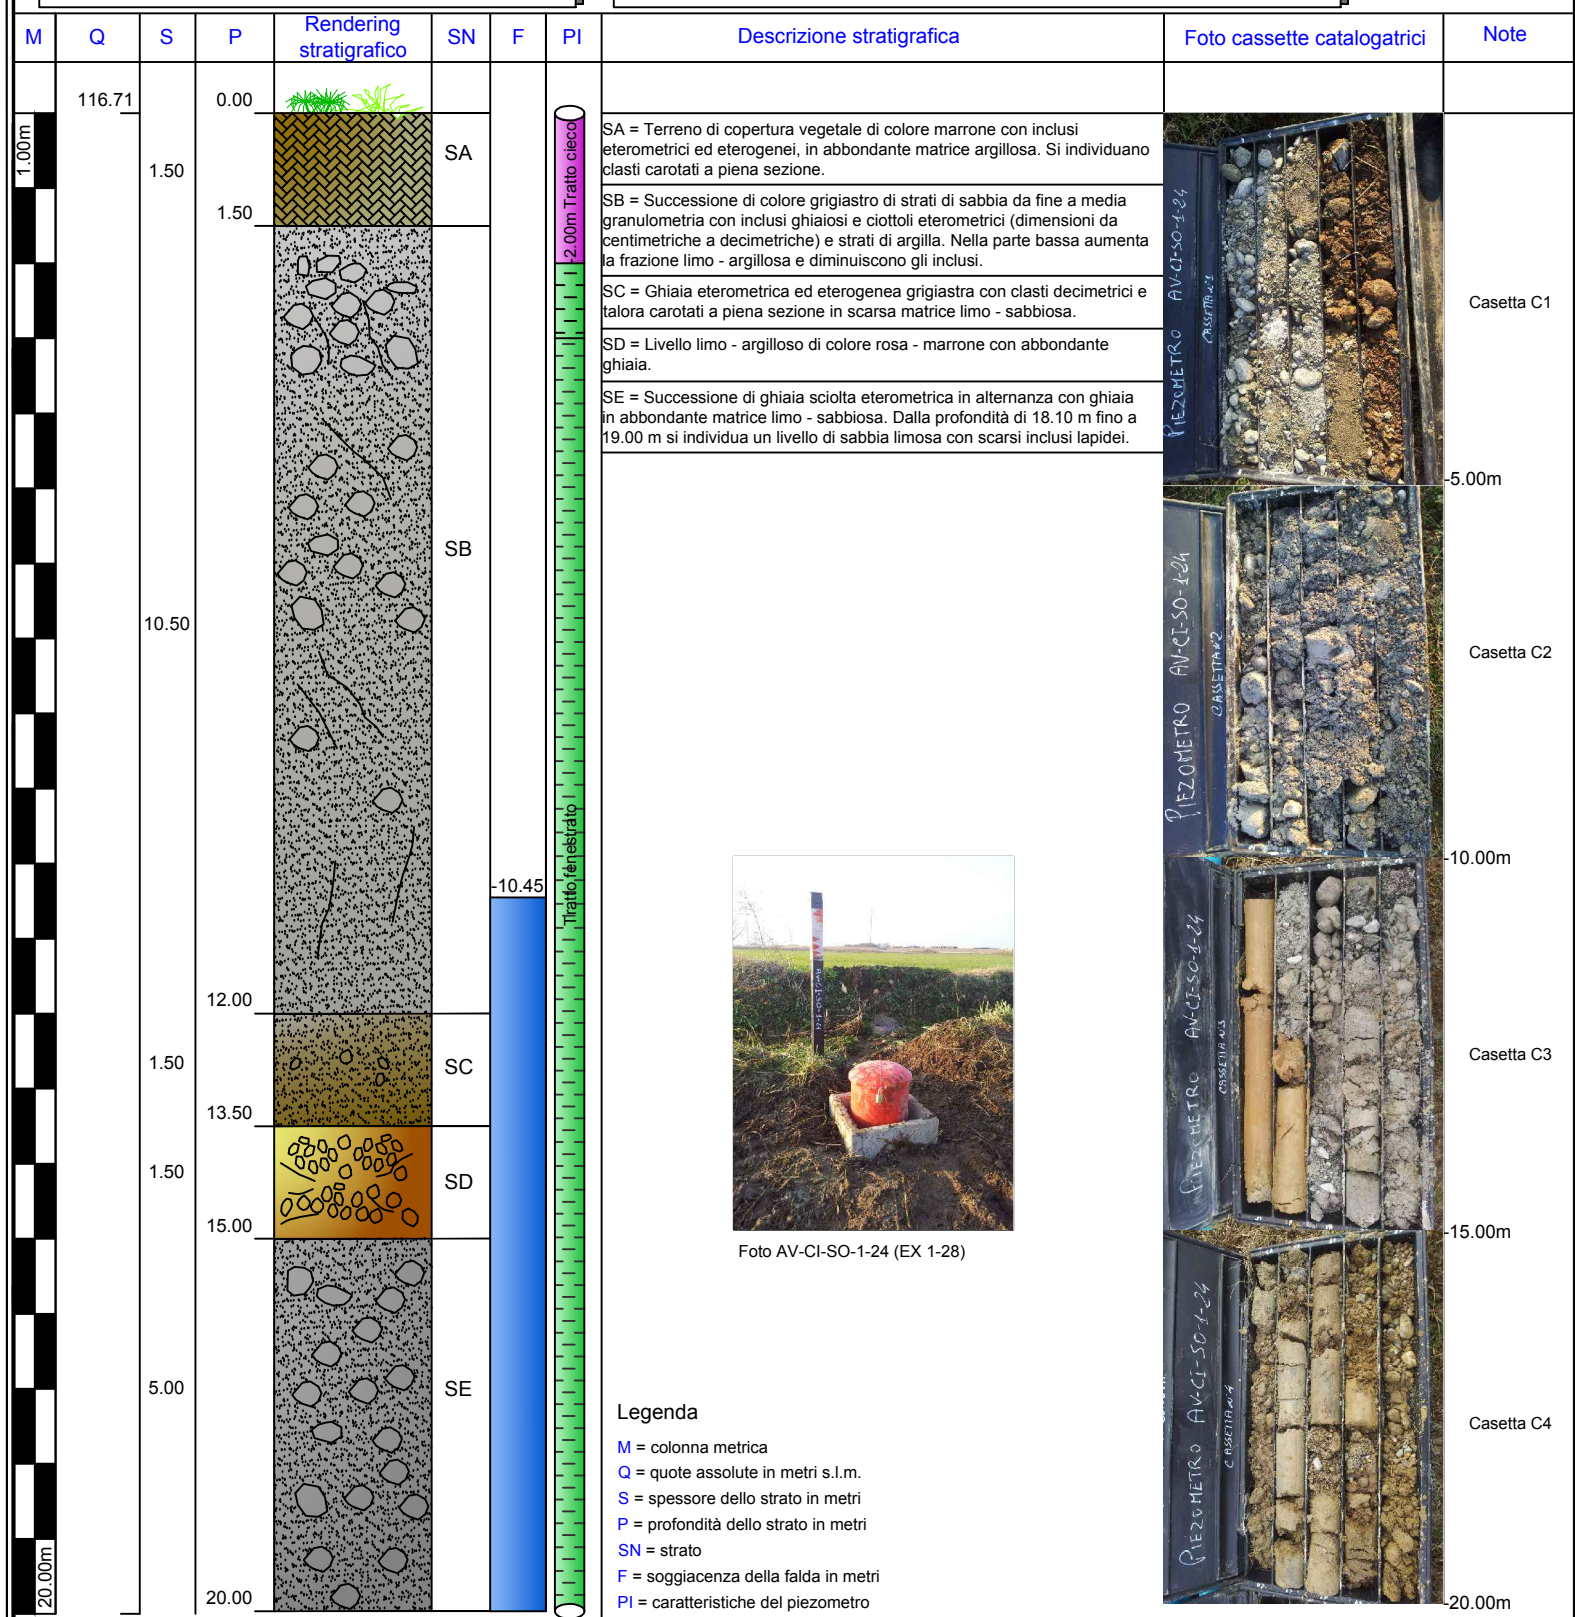 M Q S P Rendering stratigrafico SN F PI Descrizione stratigrafica Foto cassette catalogatrici Note
116.71
0.00
1.00m
1.50
1.50
SA
-2.00m Tratto cieco
SA = Terreno di copertura vegetale di colore marrone con inclusi
eterometrici ed eterogenei, in abbondante matrice argillosa. Si individuano
clasti carotati a piena sezione.
SB = Successione di colore grigiastro di strati di sabbia da fine a media
granulometria con inclusi ghiaiosi e ciottoli eterometrici (dimensioni da
centimetriche a decimetriche) e strati di argilla. Nella parte bassa aumenta
la frazione limo - argillosa e diminuiscono gli inclusi.
SC = Ghiaia eterometrica ed eterogenea grigiastra con clasti decimetrici e
talora carotati a piena sezione in scarsa matrice limo - sabbiosa.
SD = Livello limo - argilloso di colore rosa - marrone con abbondante
ghiaia.
SE = Successione di ghiaia sciolta eterometrica in alternanza con ghiaia
in abbondante matrice limo - sabbiosa. Dalla profondità di 18.10 m fino a
19.00 m si individua un livello di sabbia limosa con scarsi inclusi lapidei.
PIEZOMETRO AV-CI-SO-1-24
CASSETTA N°1
Casetta C1
-5.00m
SB
10.50
PIEZOMETRO AV-CI-SO-1-24
CASSETTA N°2
Casetta C2
Tratto fenestrato
-10.00m
-10.45
12.00
1.50
SC
13.50
1.50
SD
15.00
AV-CI-SO-1-24
PIEZOMETRO AV-CI-SO-1-24
CASSETTA N°3
Casetta C3
-15.00m
Foto AV-CI-SO-1-24 (EX 1-28)
5.00
SE
PIEZOMETRO AV-CI-SO-1-24
CASSETTA N°4
Casetta C4
Legenda
M = colonna metrica
Q = quote assolute in metri s.l.m.
S = spessore dello strato in metri
P = profondità dello strato in metri
SN = strato
F = soggiacenza della falda in metri
PI = caratteristiche del piezometro
20.00m
20.00
-20.00m